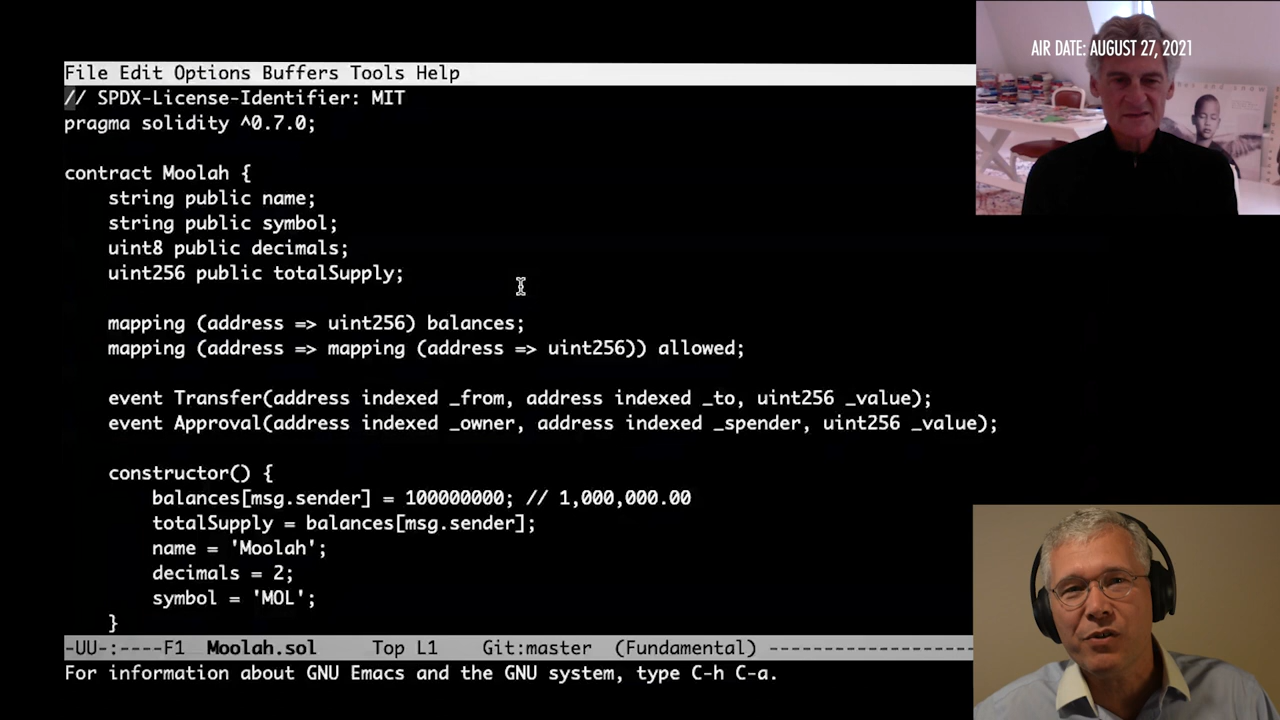 File Edit Options Buffers Tools Help
// SPDX-License-Identifier: MIT
pragma solidity ^0.7.0;
contract Moolah {
string public name;
string public symbol;
uint8 public decimals;
uint256 public totalSupply;
mapping (address => uint256) balances;
mapping (address => mapping (address => uint256)) allowed;
event Transfer(address indexed _from, address indexed _to, uint256 _value);
event Approval(address indexed _owner, address indexed _spender, uint256 _value);
constructor() {
balances[msg.sender] = 100000000; // 1,000,000.00
totalSupply = balances[msg.sender];
name = 'Moolah';
decimals = 2;
symbol = 'MOL';
}
-UU-:----F1 Moolah.sol Top L1 Git:master (Fundamental) -------------------
For information about GNU Emacs and the GNU system, type C-h C-a.
AIR DATE: AUGUST 27, 2021